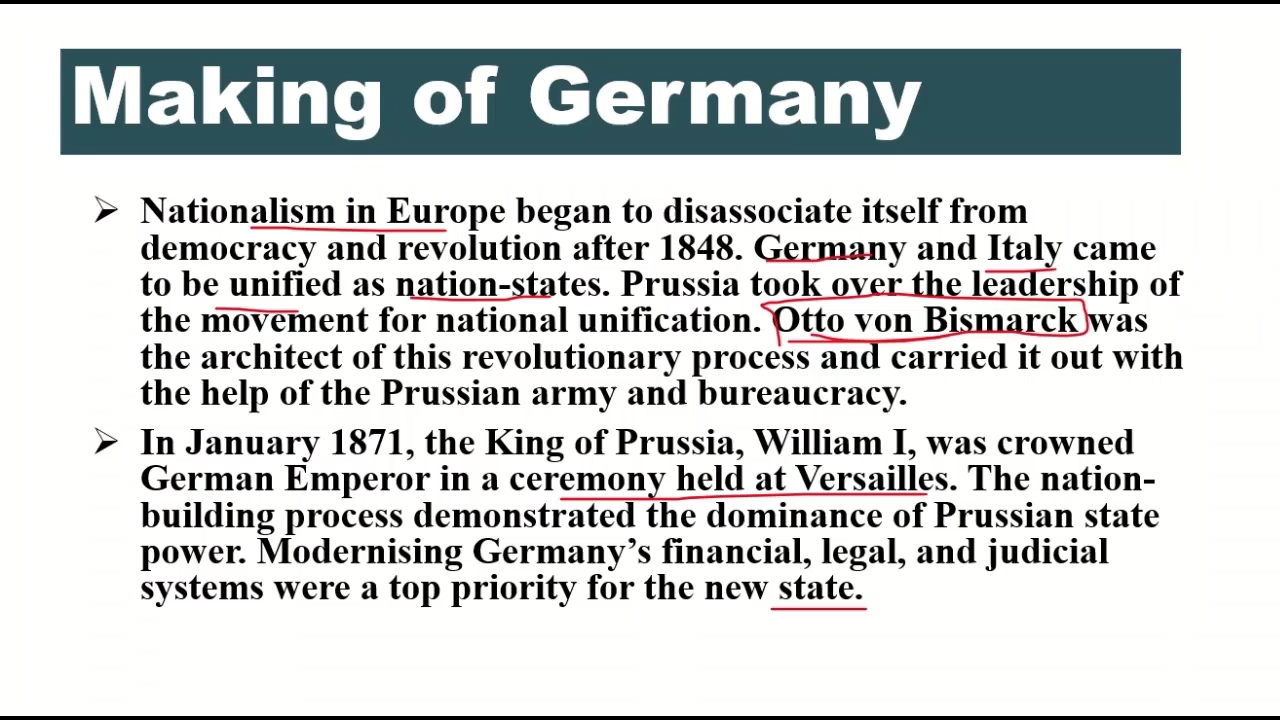 Making of Germany
➢ Nationalism in Europe began to disassociate itself from
democracy and revolution after 1848. Germany and Italy came
to be unified as nation-states. Prussia took over the leadership of
the movement for national unification. Otto von Bismarck was
the architect of this revolutionary process and carried it out with
the help of the Prussian army and bureaucracy.
➢ In January 1871, the King of Prussia, William I, was crowned
German Emperor in a ceremony held at Versailles. The nation-
building process demonstrated the dominance of Prussian state
power. Modernising Germany’s financial, legal, and judicial
systems were a top priority for the new state.